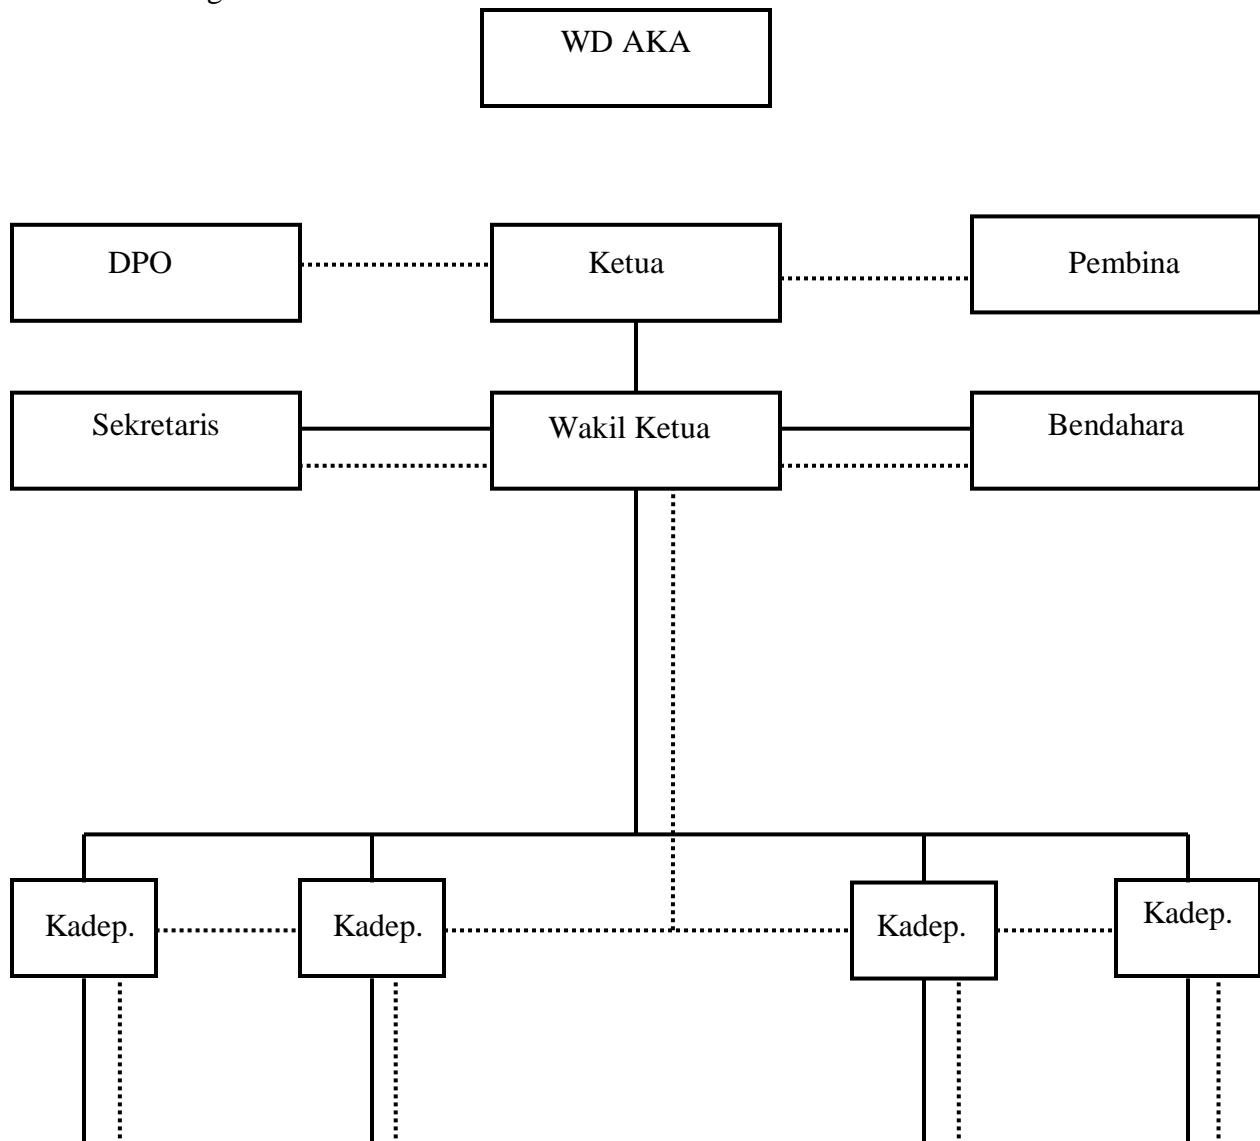 WD AKA
DPO
Ketua
Pembina
Sekretaris
Wakil Ketua
Bendahara
Kadep.
Kadep.
Kadep.
Kadep.